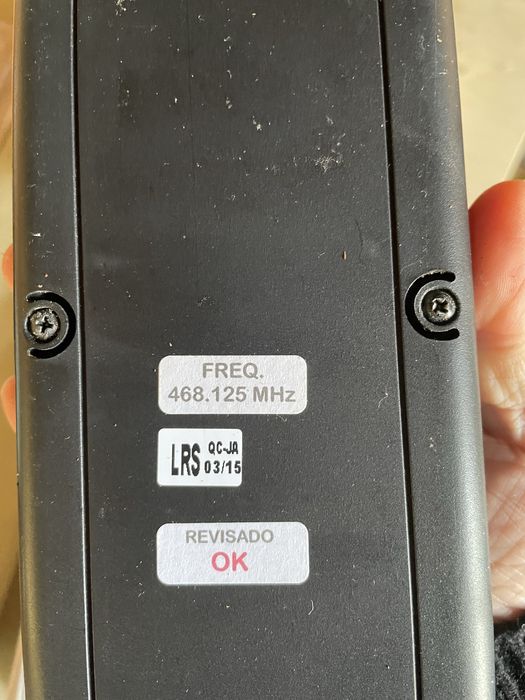 FREQ.
468.125 MHz
LRS QC-JA
03/15
REVISADO
OK